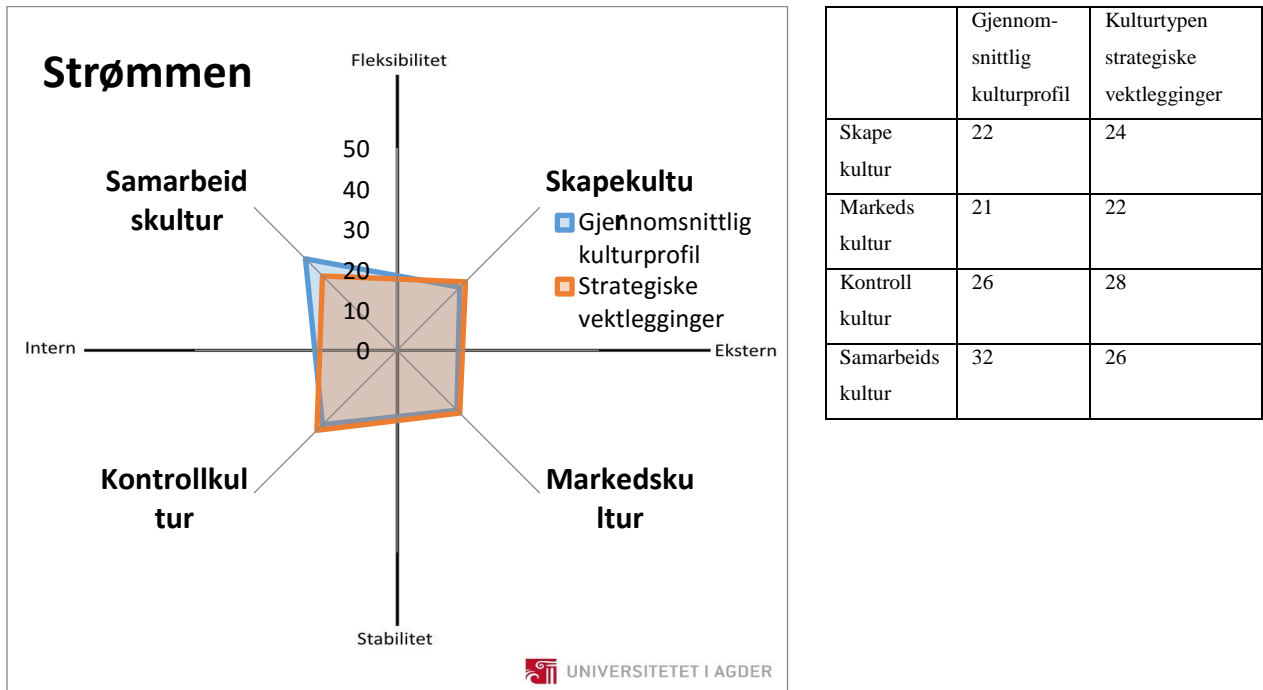 Strømmen
Fleksibilitet
50
40
30
20
10
0
Samarbeid
skultur
Skapekultu
r
Gjennomsnittlig
kulturprofil
Strategiske
vektlegginger
Intern
Ekstern
Kontrollkul
tur
Markedsku
ltur
Stabilitet
UNIVERSITETET I AGDER
Gjennom-
snittlig
kulturprofil
Kulturtypen
strategiske
vektlegginger
Skape
kultur
22
24
Markeds
kultur
21
22
Kontroll
kultur
26
28
Samarbeids
kultur
32
26